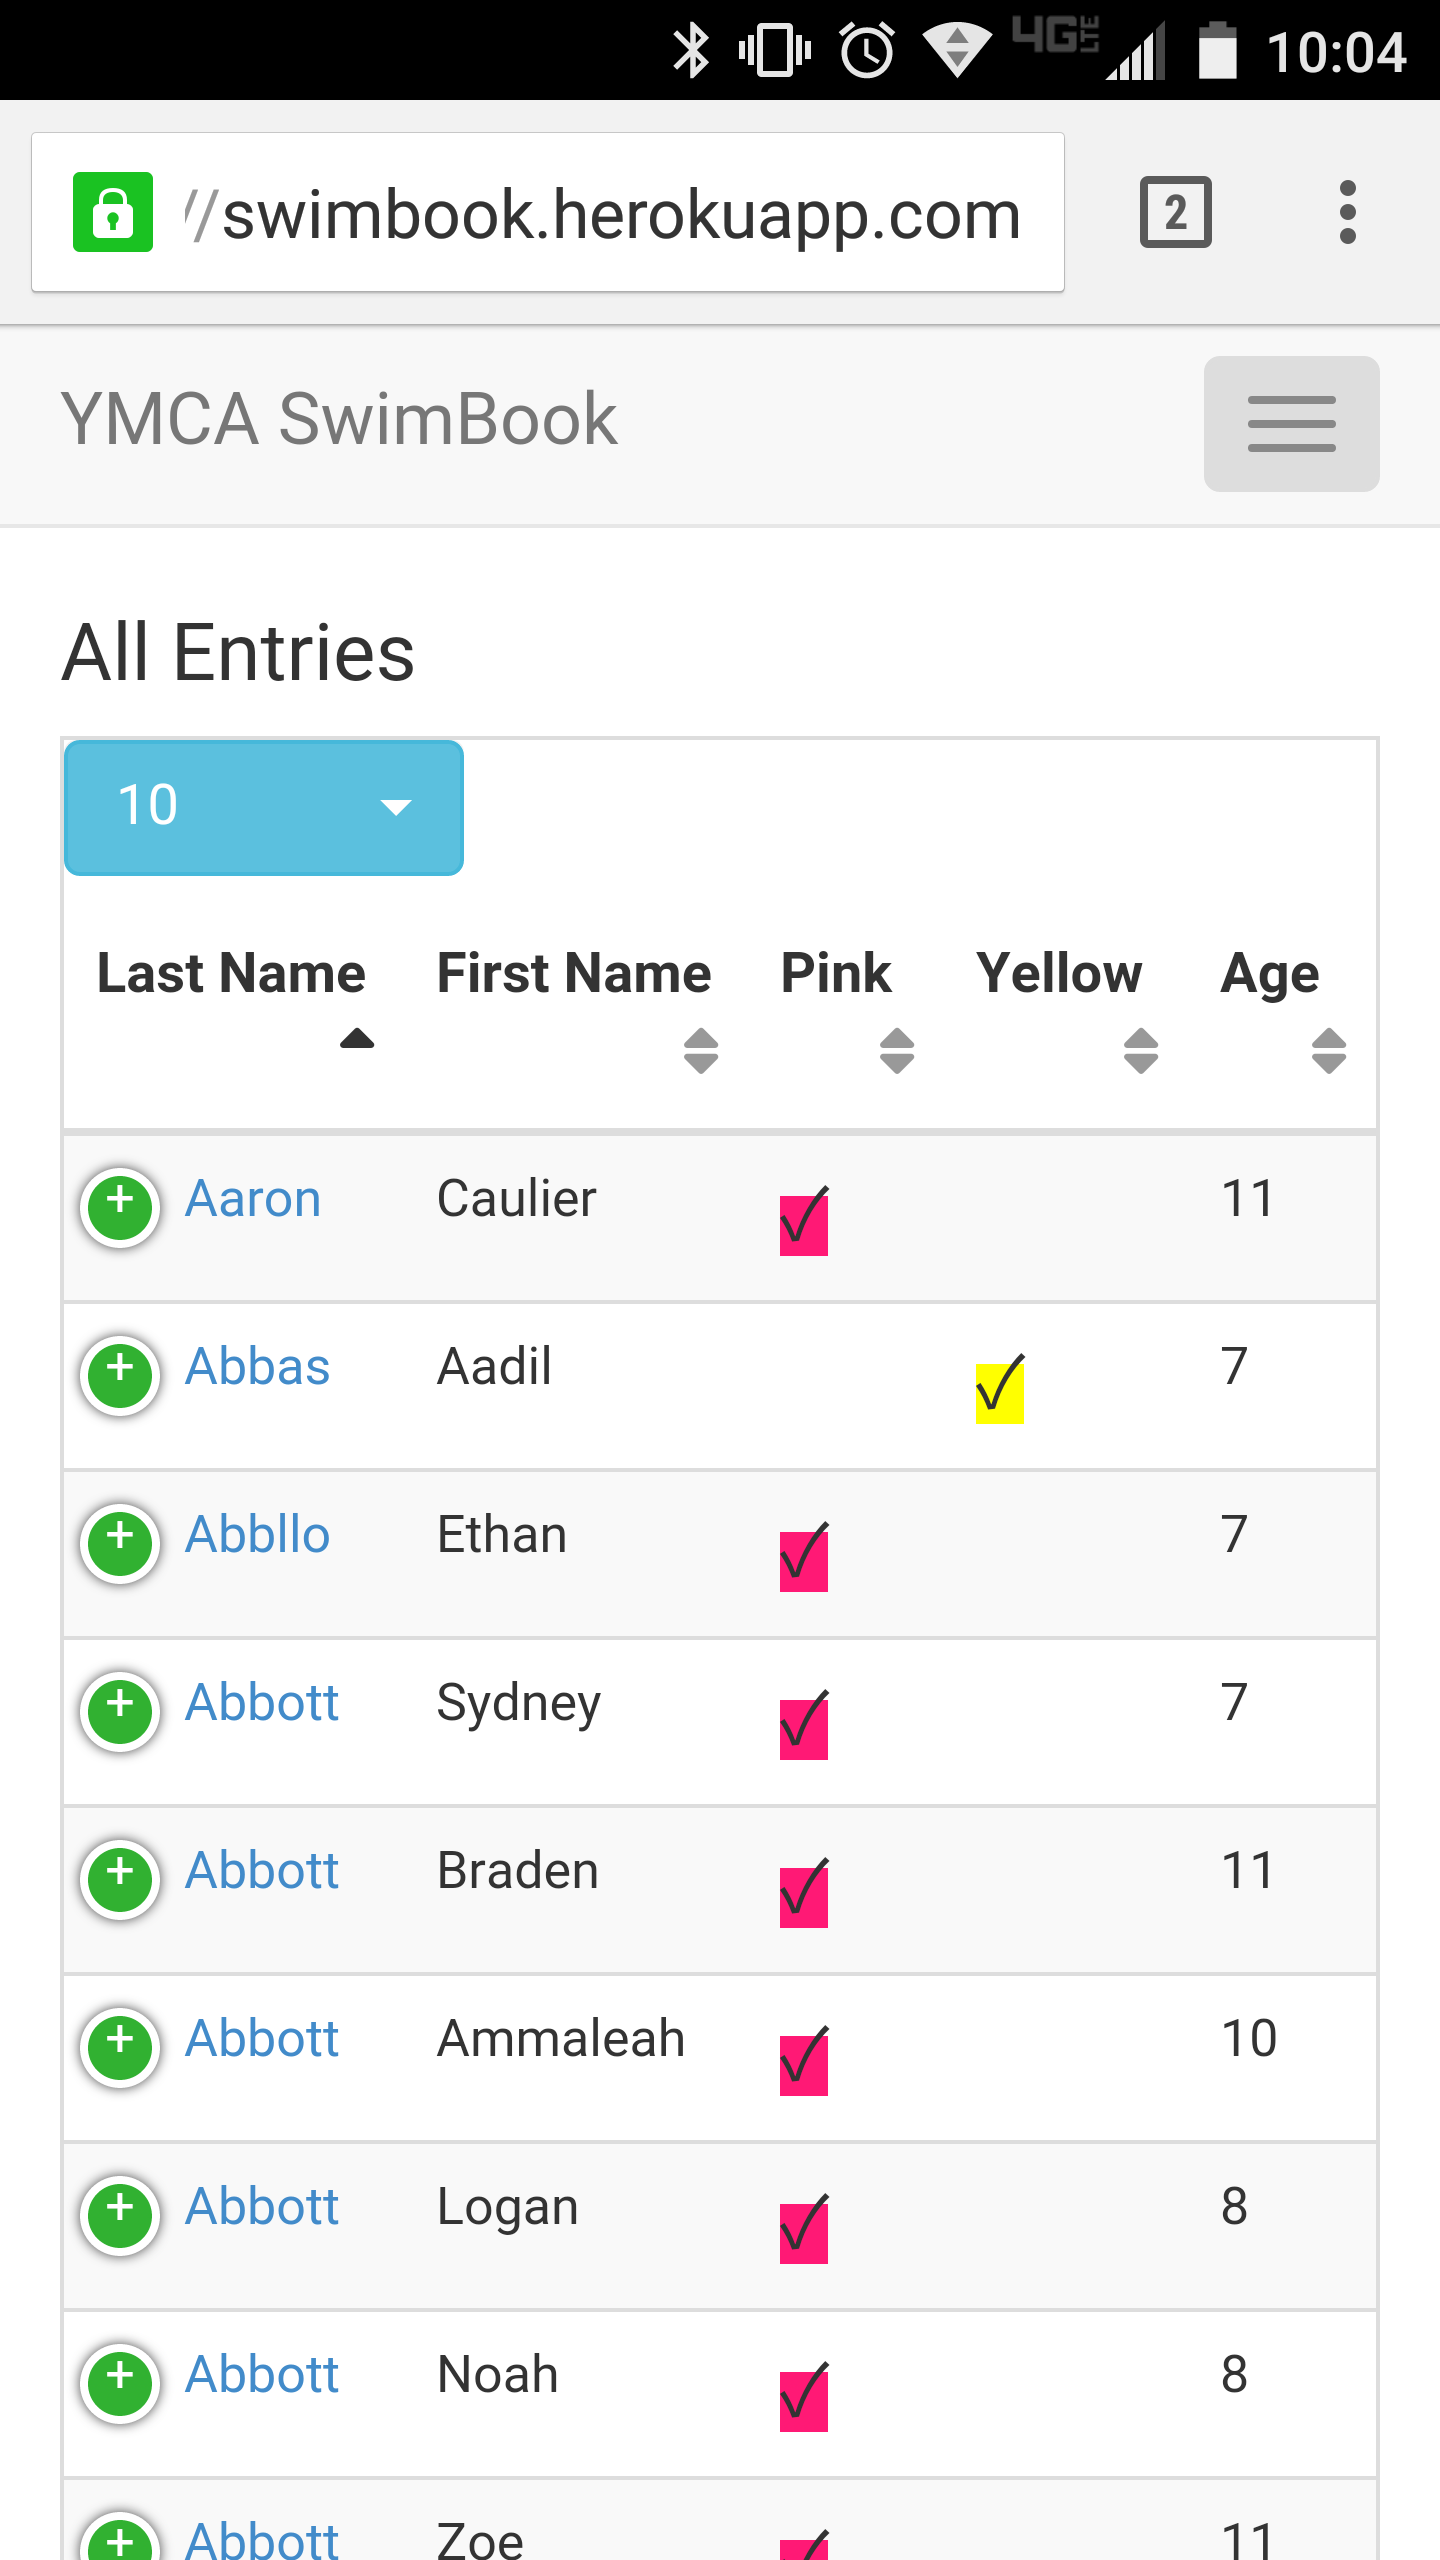 4G LTE 10:04
//swimbook.herokuapp.com 2
YMCA SwimBook
All Entries
10
Last Name First Name Pink Yellow Age
+ Aaron Caulier ✓ 11
+ Abbas Aadil ✓ 7
+ Abbllo Ethan ✓ 7
+ Abbott Sydney ✓ 7
+ Abbott Braden ✓ 11
+ Abbott Ammaleah ✓ 10
+ Abbott Logan ✓ 8
+ Abbott Noah ✓ 8
+ Abbott Zoe ✓ 11